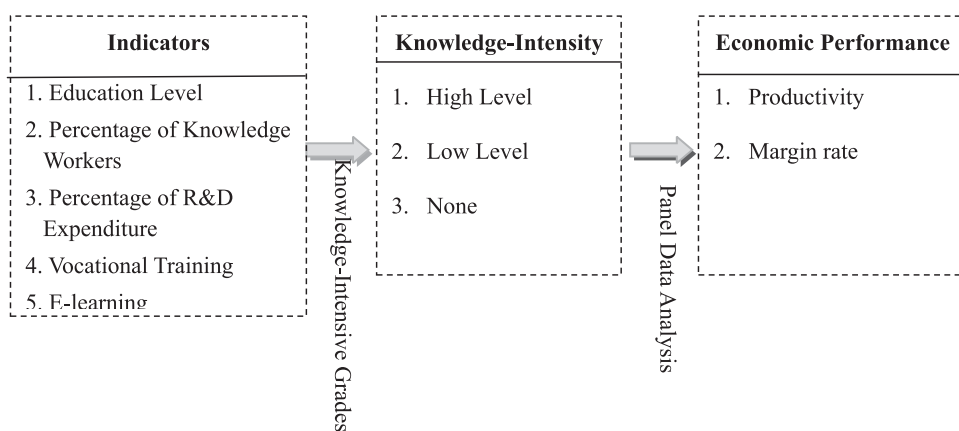 Indicators
1. Education Level
2. Percentage of Knowledge
Workers
3. Percentage of R&D
Expenditure
4. Vocational Training
5. E-learning
Knowledge-Intensive Grades
Knowledge-Intensity
1. High Level
2. Low Level
3. None
Panel Data Analysis
Economic Performance
1. Productivity
2. Margin rate